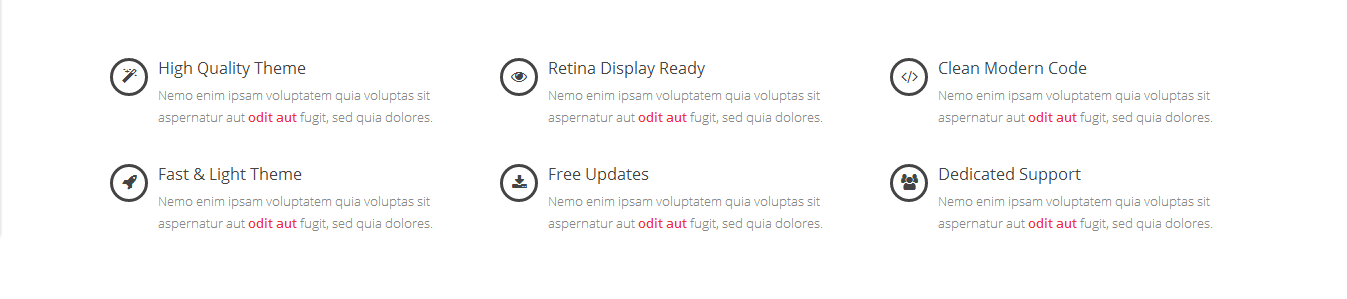 High Quality Theme
Nemo enim ipsam voluptatem quia voluptas sit
aspernatur aut odit aut fugit, sed quia dolores.
Retina Display Ready
Nemo enim ipsam voluptatem quia voluptas sit
aspernatur aut odit aut fugit, sed quia dolores.
Clean Modern Code
Nemo enim ipsam voluptatem quia voluptas sit
aspernatur aut odit aut fugit, sed quia dolores.
Fast & Light Theme
Nemo enim ipsam voluptatem quia voluptas sit
aspernatur aut odit aut fugit, sed quia dolores.
Free Updates
Nemo enim ipsam voluptatem quia voluptas sit
aspernatur aut odit aut fugit, sed quia dolores.
Dedicated Support
Nemo enim ipsam voluptatem quia voluptas sit
aspernatur aut odit aut fugit, sed quia dolores.